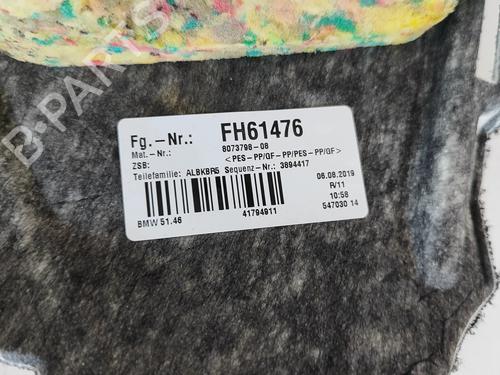 B-PARTS
Fg.-Nr.: FH61476
Mat.-Nr.: 8073798-08
ZSB: <PES-PP/GF-PP/PES-PP/GF>
Teilefamilie: ALBKBR5 Sequenz-Nr.: 3894417
06.08.2019
R/11
10:58
BMW 51.46 41794911 547030 14